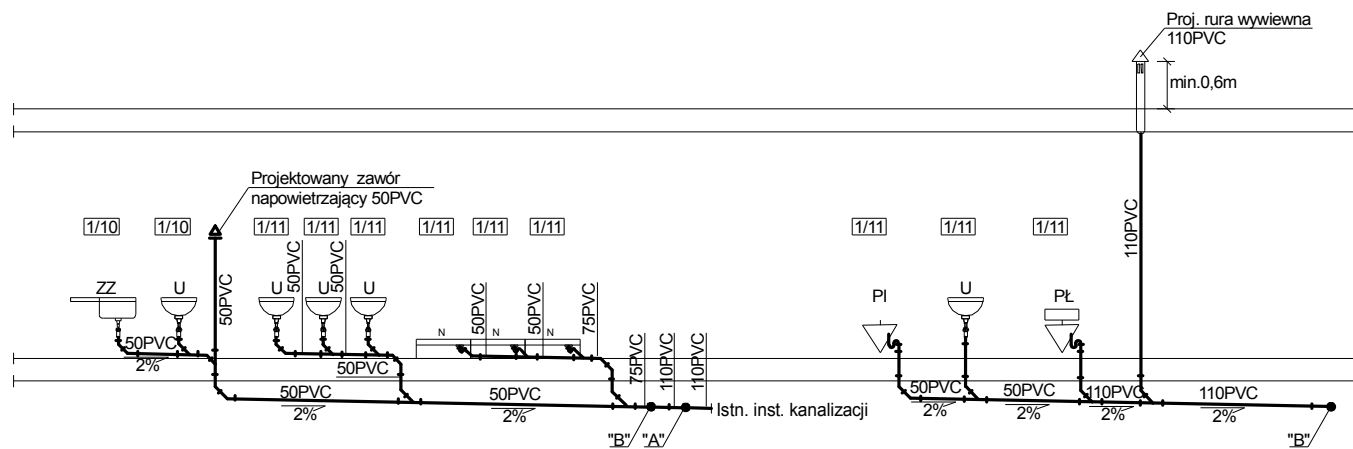 Proj. rura wywiewna
110PVC
min.0,6m
Projektowany zawór
napowietrzający 50PVC
1/10
1/10
1/11
1/11
1/11
1/11
1/11
1/11
1/11
1/11
1/11
110PVC
50PVC
50PVC
50PVC
50PVC
50PVC
75PVC
ZZ
U
U
U
U
PI
U
PŁ
N
N
N
50PVC
2%
50PVC
75PVC
110PVC
110PVC
50PVC
2%
50PVC
2%
Istn. inst. kanalizacji
50PVC
2%
50PVC
2%
110PVC
2%
110PVC
2%
"B"
"A"
"B"